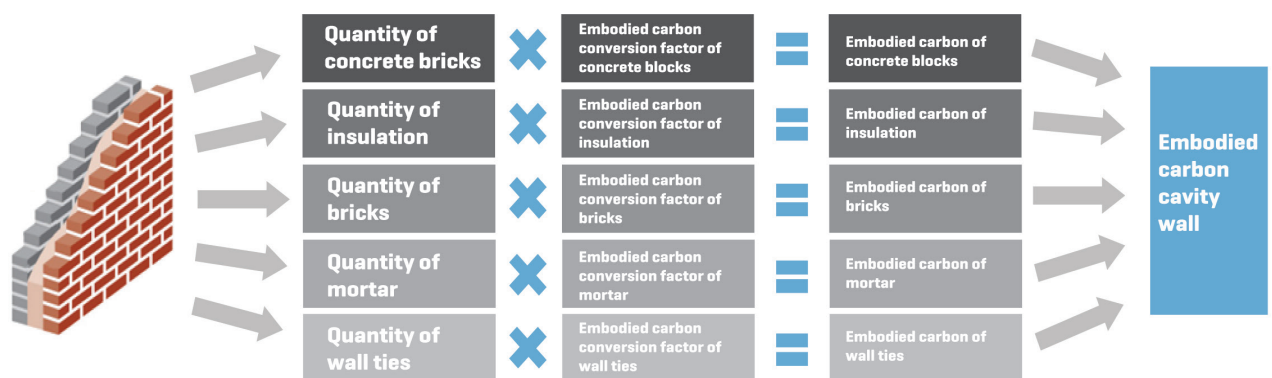 Quantity of
concrete bricks
Embodied carbon
conversion factor of
concrete blocks
Embodied carbon of
concrete blocks
Quantity of
insulation
Embodied carbon
conversion factor of
insulation
Embodied carbon of
insulation
Quantity of
bricks
Embodied carbon
conversion factor of
bricks
Embodied carbon of
bricks
Quantity of
mortar
Embodied carbon
conversion factor of
mortar
Embodied carbon of
mortar
Quantity of
wall ties
Embodied carbon
conversion factor of
wall ties
Embodied carbon of
wall ties
Embodied
carbon
cavity
wall